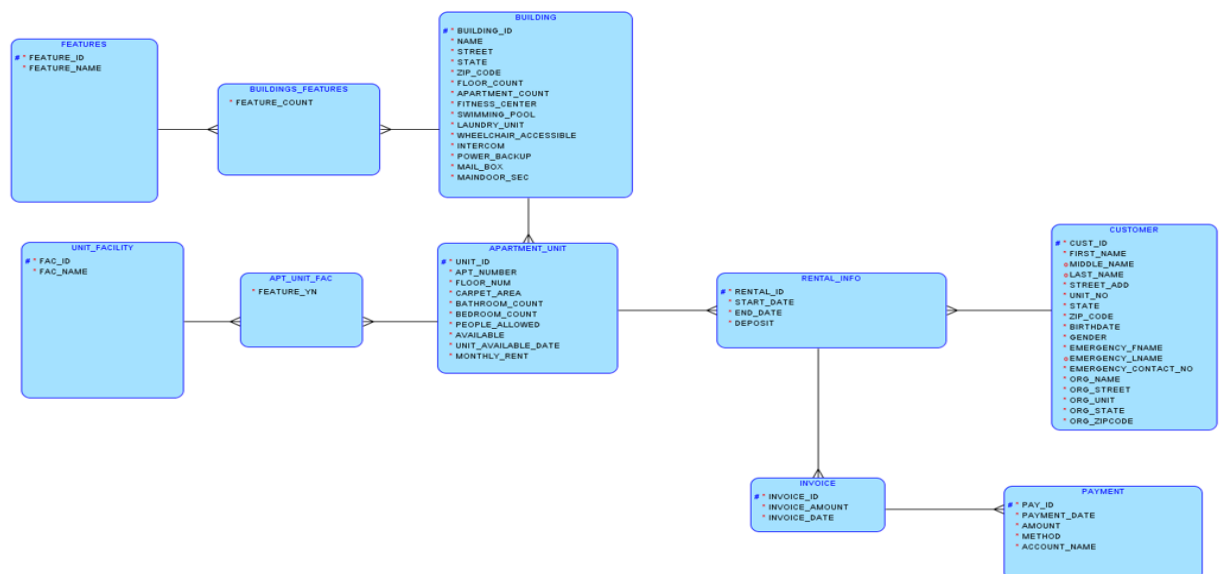 BUILDING
# * BUILDING_ID
* NAME
* STREET
* STATE
* ZIP_CODE
* FLOOR_COUNT
* APARTMENT_COUNT
* FITNESS_CENTER
* SWIMMING_POOL
* LAUNDRY_UNIT
* WHEELCHAIR_ACCESSIBLE
* INTERCOM
* POWER_BACKUP
* MAIL_BOX
* MAINDOOR_SEC
FEATURES
# * FEATURE_ID
* FEATURE_NAME
BUILDINGS_FEATURES
* FEATURE_COUNT
UNIT_FACILITY
# * FAC_ID
* FAC_NAME
APT_UNIT_FAC
* FEATURE_YN
APARTMENT_UNIT
# * UNIT_ID
* APT_NUMBER
* FLOOR_NUM
* CARPET_AREA
* BATHROOM_COUNT
* BEDROOM_COUNT
* PEOPLE_ALLOWED
* AVAILABLE
* UNIT_AVAILABLE_DATE
* MONTHLY_RENT
RENTAL_INFO
# * RENTAL_ID
* START_DATE
* END_DATE
* DEPOSIT
CUSTOMER
# * CUST_ID
* FIRST_NAME
o MIDDLE_NAME
o LAST_NAME
* STREET_ADD
* UNIT_NO
* STATE
* ZIP_CODE
* BIRTHDATE
* GENDER
* EMERGENCY_FNAME
o EMERGENCY_LNAME
* EMERGENCY_CONTACT_NO
* ORG_NAME
* ORG_STREET
* ORG_UNIT
* ORG_STATE
* ORG_ZIPCODE
INVOICE
# * INVOICE_ID
* INVOICE_AMOUNT
* INVOICE_DATE
PAYMENT
# * PAY_ID
* PAYMENT_DATE
* AMOUNT
* METHOD
* ACCOUNT_NAME